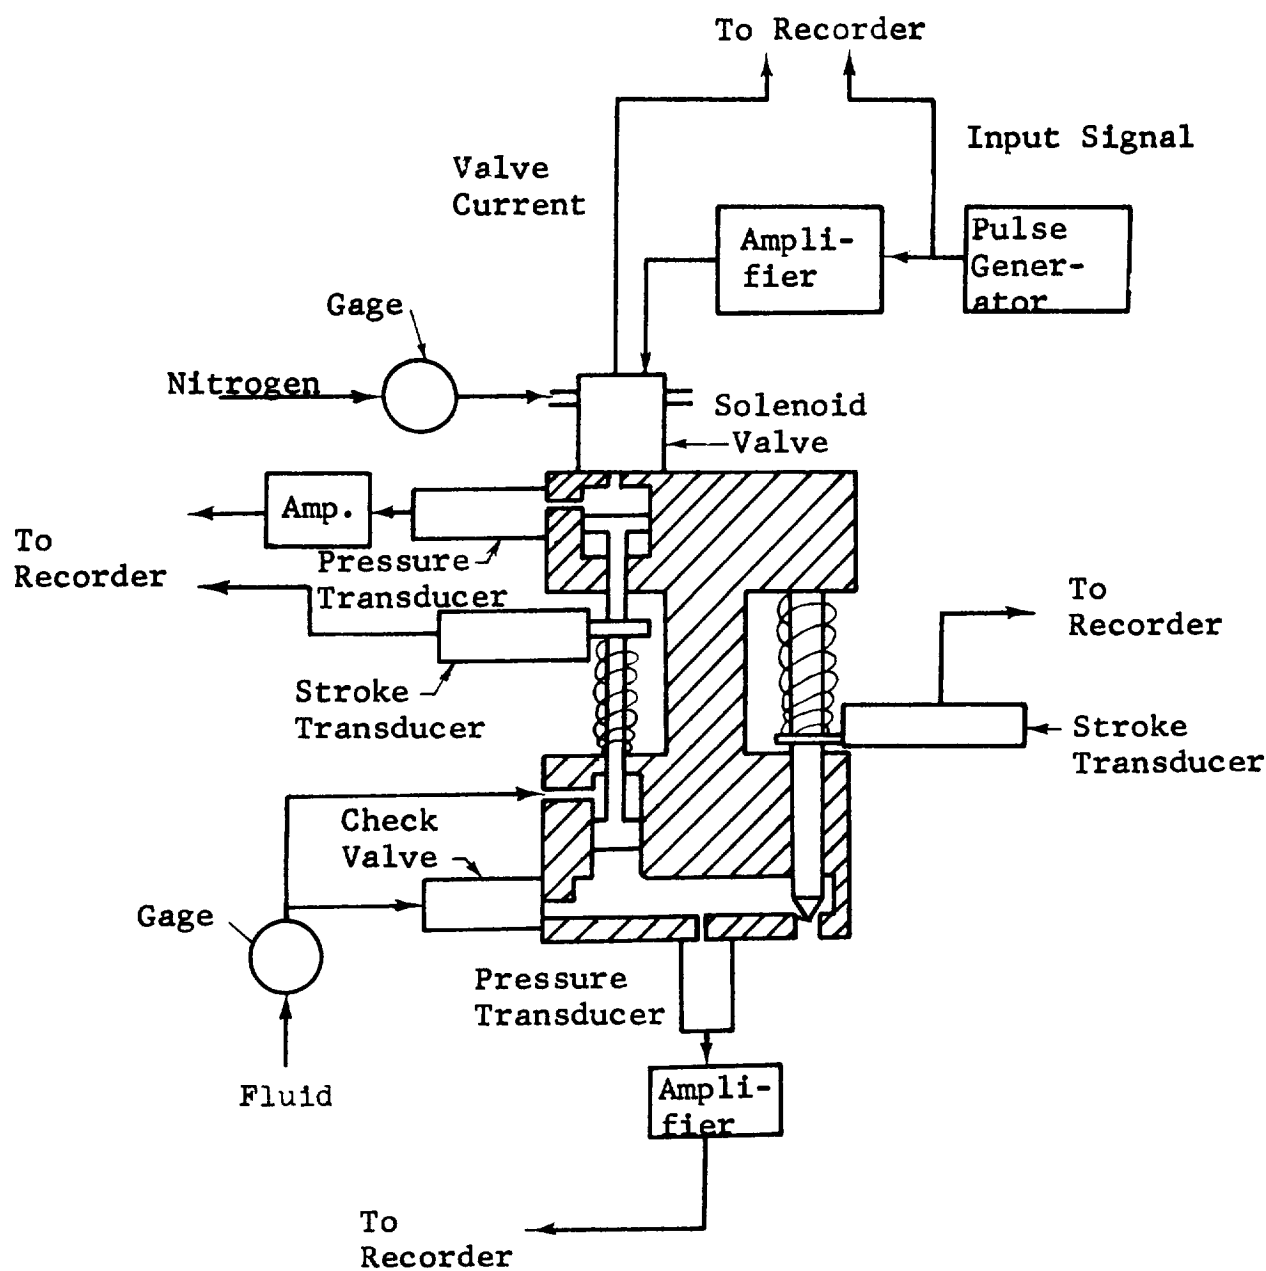 To Recorder
Input Signal
Valve
Current
Ampli-
fier
Pulse
Gener-
ator
Gage
Nitrogen
Solenoid
Valve
Amp.
To
Recorder
Pressure
Transducer
To
Recorder
Stroke
Transducer
Stroke
Transducer
Check
Valve
Gage
Pressure
Transducer
Fluid
Ampli-
fier
To
Recorder